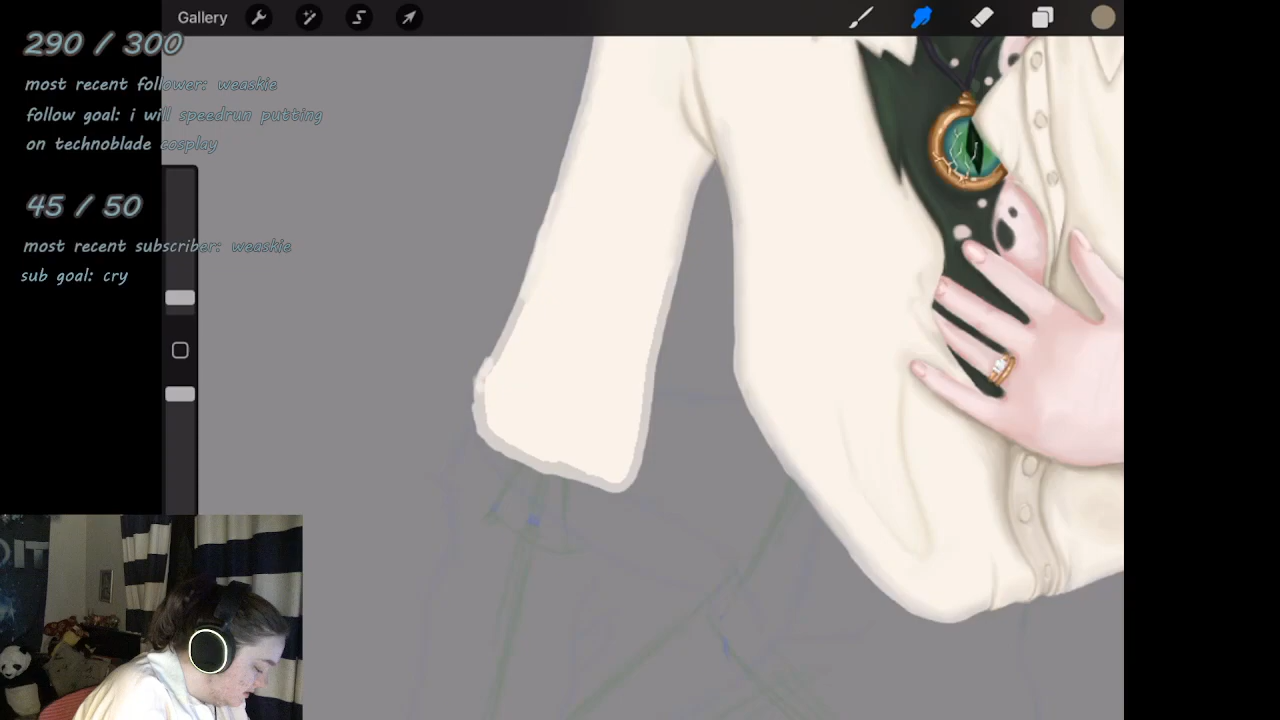 Gallery
290 / 300
most recent follower: weaskie
follow goal: i will speedrun putting
on technoblade cosplay
45 / 50
most recent subscriber: weaskie
sub goal: cry